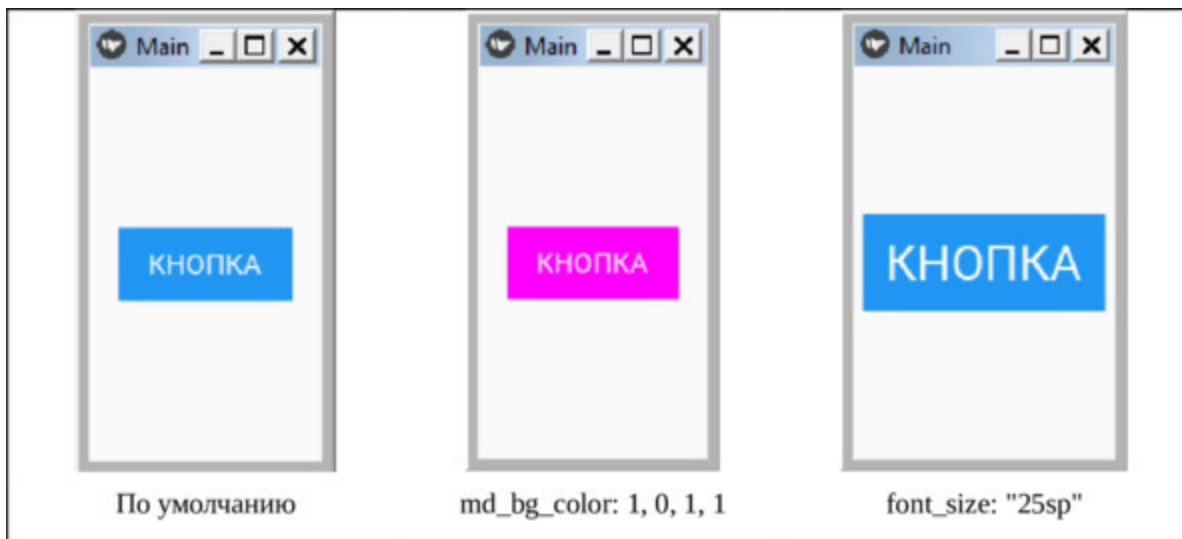 Main
Main
Main
КНОПКА
КНОПКА
КНОПКА
По умолчанию
md_bg_color: 1, 0, 1, 1
font_size: "25sp"